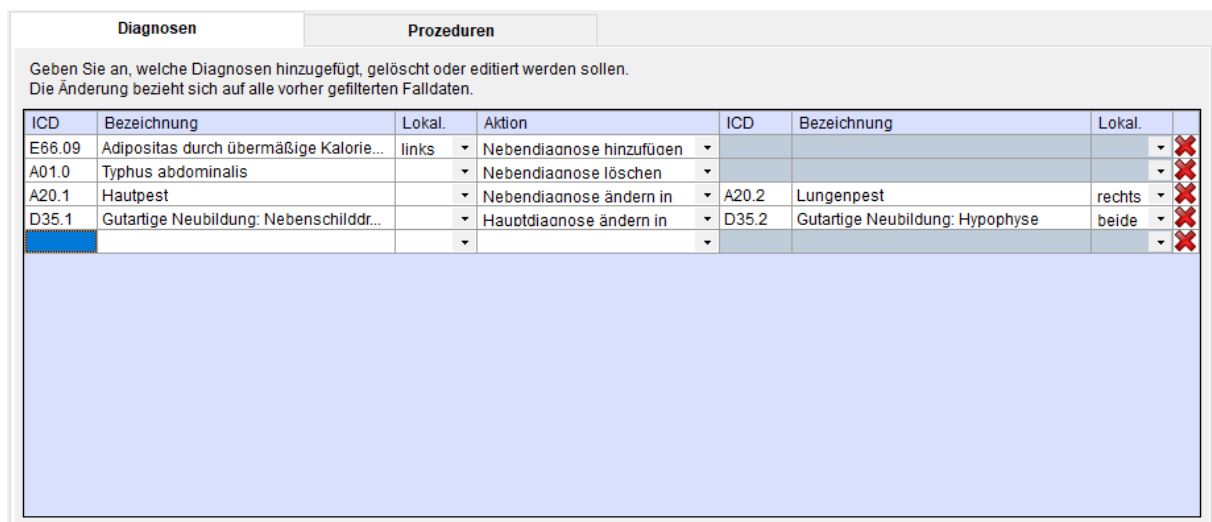 Diagnosen Prozeduren
Geben Sie an, welche Diagnosen hinzugefügt, gelöscht oder editiert werden sollen.
Die Änderung bezieht sich auf alle vorher gefilterten Falldaten.
ICD Bezeichnung Lokal. Aktion ICD Bezeichnung Lokal.
E66.09 Adipositas durch übermäßige Kalorie... links Nebendiagnose hinzufügen
A01.0 Typhus abdominalis Nebendiagnose löschen
A20.1 Hautpest Nebendiagnose ändern in A20.2 Lungenpest rechts
D35.1 Gutartige Neubildung: Nebenschilddr... Hauptdiagnose ändern in D35.2 Gutartige Neubildung: Hypophyse beide